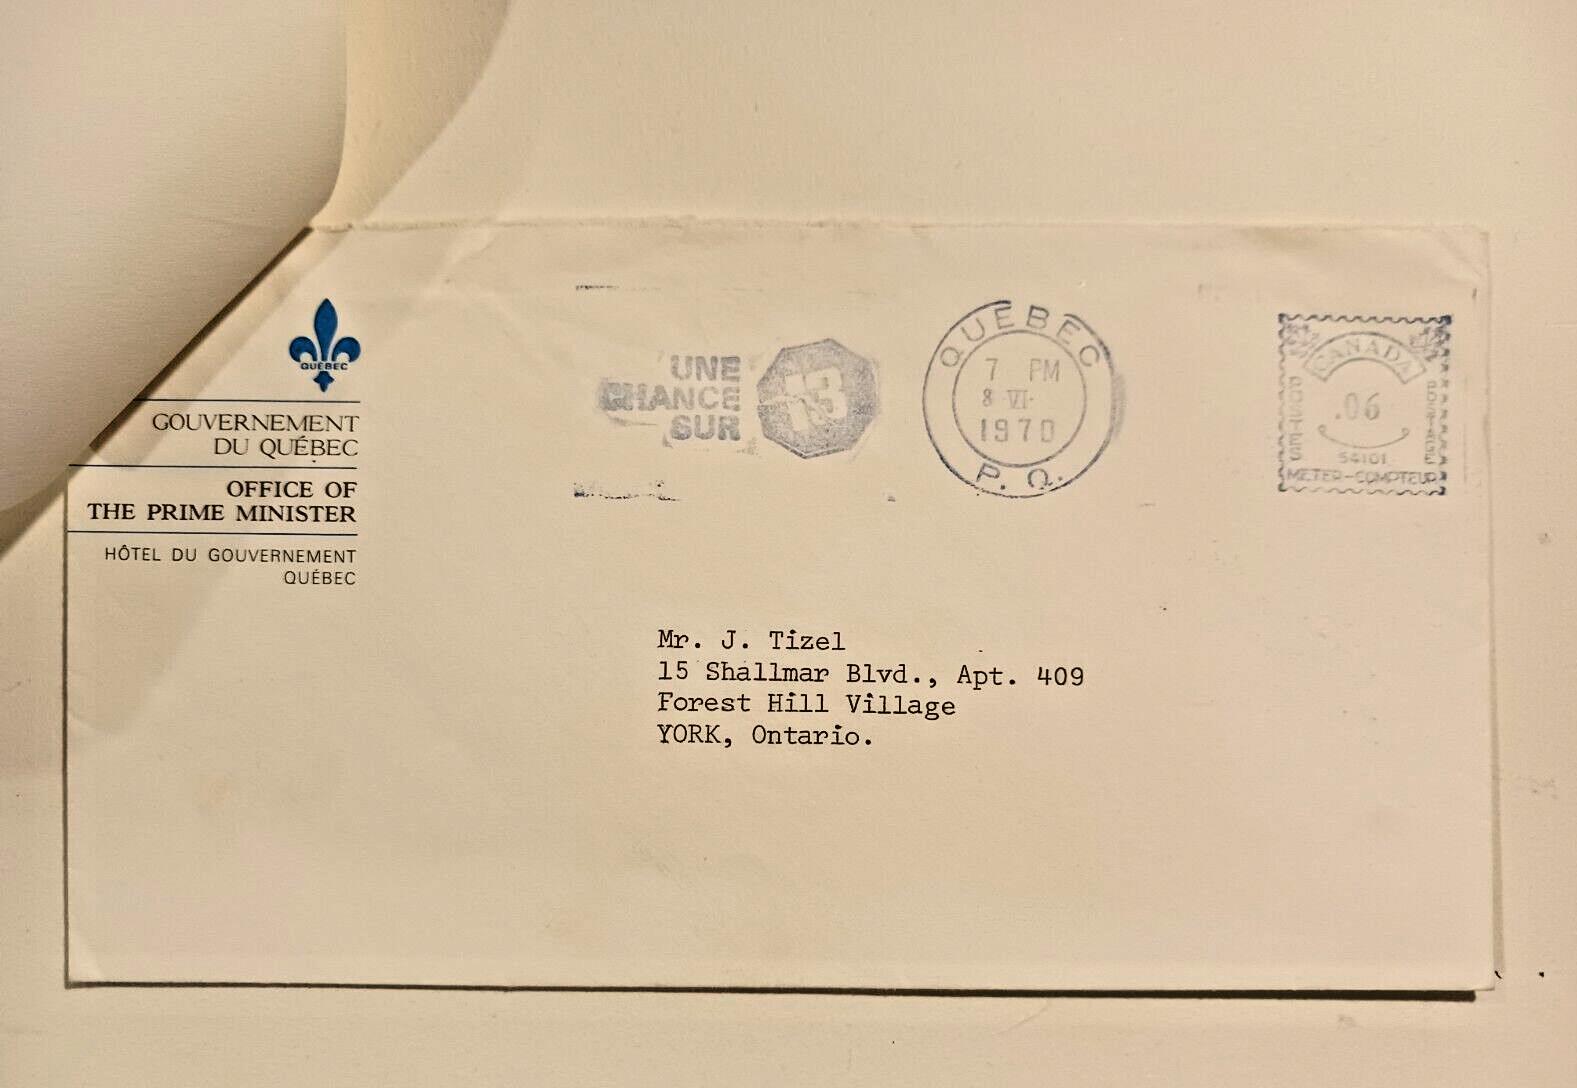 QUÉBEC
GOUVERNEMENT
DU QUÉBEC
OFFICE OF
THE PRIME MINISTER
HÔTEL DU GOUVERNEMENT
QUÉBEC
UNE
CHANCE
SUR
13
QUEBEC
7 PM
8 VI
1970
P. Q.
CANADA
POSTES
.06
POSTAGE
54101
METER-COMPTEUR
Mr. J. Tizel
15 Shallmar Blvd., Apt. 409
Forest Hill Village
YORK, Ontario.